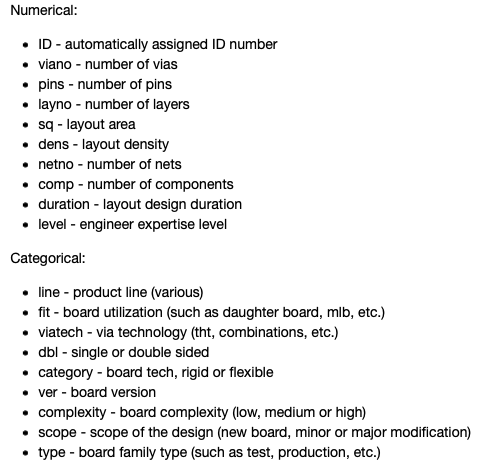 Numerical:
• ID - automatically assigned ID number
• viano - number of vias
• pins - number of pins
• layno - number of layers
• sq - layout area
• dens - layout density
• netno - number of nets
• comp - number of components
• duration - layout design duration
• level - engineer expertise level
Categorical:
• line - product line (various)
• fit - board utilization (such as daughter board, mlb, etc.)
• viatech - via technology (tht, combinations, etc.)
• dbl - single or double sided
• category - board tech, rigid or flexible
• ver - board version
• complexity - board complexity (low, medium or high)
• scope - scope of the design (new board, minor or major modification)
• type - board family type (such as test, production, etc.)